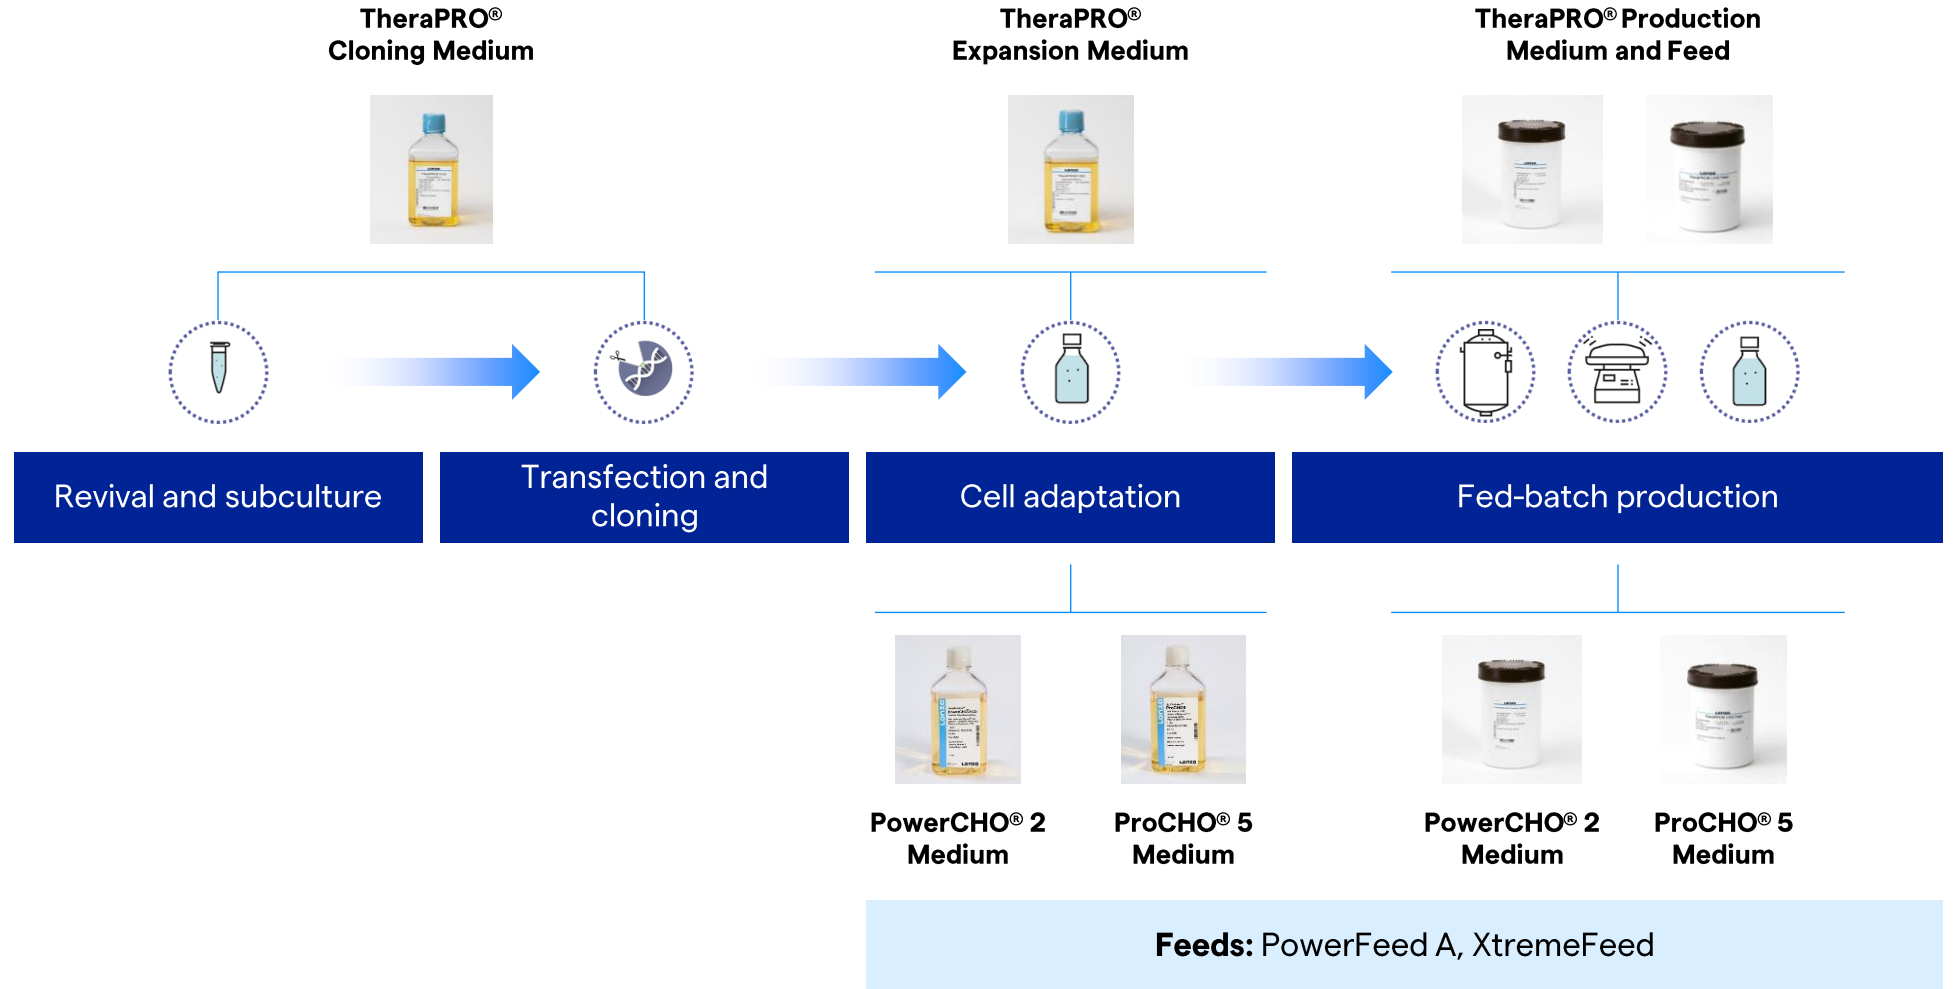 TheraPRO®
Cloning Medium
TheraPRO®
Expansion Medium
TheraPRO® Production
Medium and Feed
Revival and subculture
Transfection and
cloning
Cell adaptation
Fed-batch production
PowerCHO® 2
Medium
ProCHO® 5
Medium
PowerCHO® 2
Medium
ProCHO® 5
Medium
Feeds: PowerFeed A, XtremeFeed